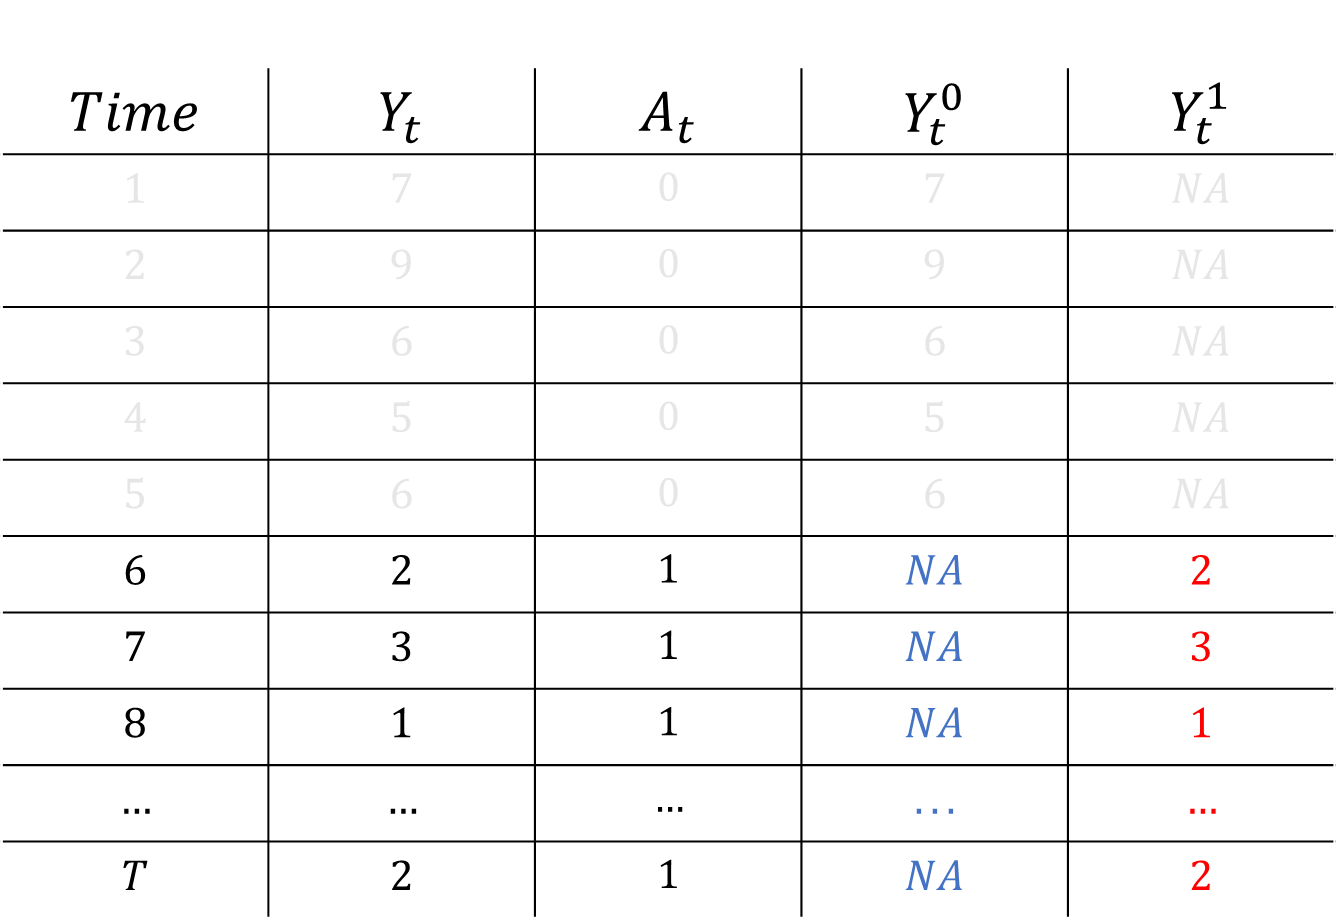 Time Y_t A_t Y_t^0 Y_t^1
1 7 0 7 NA
2 9 0 9 NA
3 6 0 6 NA
4 5 0 5 NA
5 6 0 6 NA
6 2 1 NA 2
7 3 1 NA 3
8 1 1 NA 1
... ... ... ... ...
T 2 1 NA 2